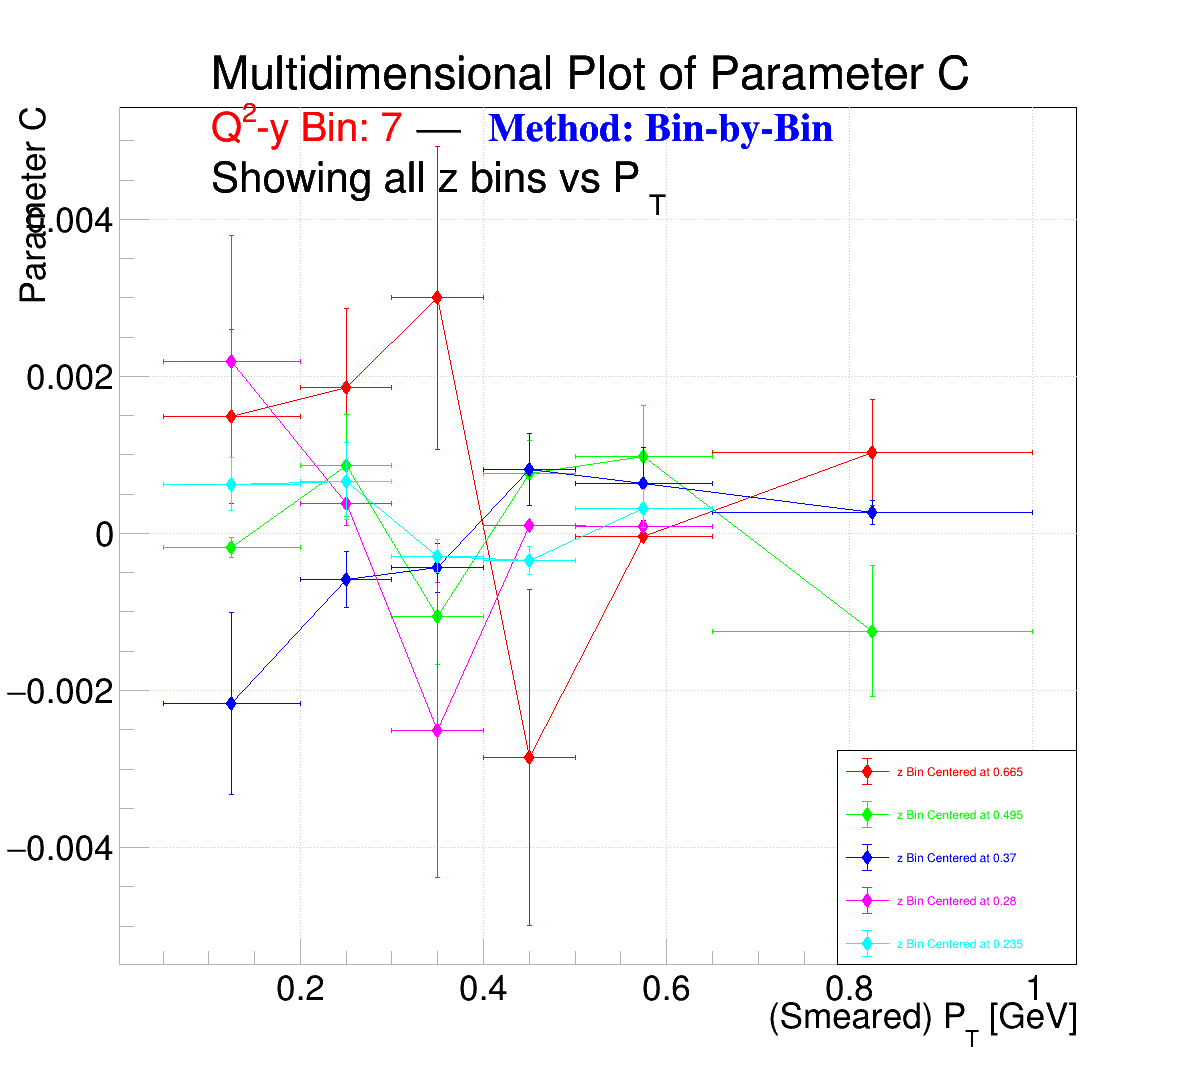 Multidimensional Plot of Parameter C
Q²-y Bin: 7 — Method: Bin-by-Bin
Showing all z bins vs P_T
Parameter C
0.004
0.002
0
−0.002
−0.004
z Bin Centered at 0.665
z Bin Centered at 0.495
z Bin Centered at 0.37
z Bin Centered at 0.28
z Bin Centered at 0.235
0.2 0.4 0.6 0.8 1
(Smeared) P_T [GeV]